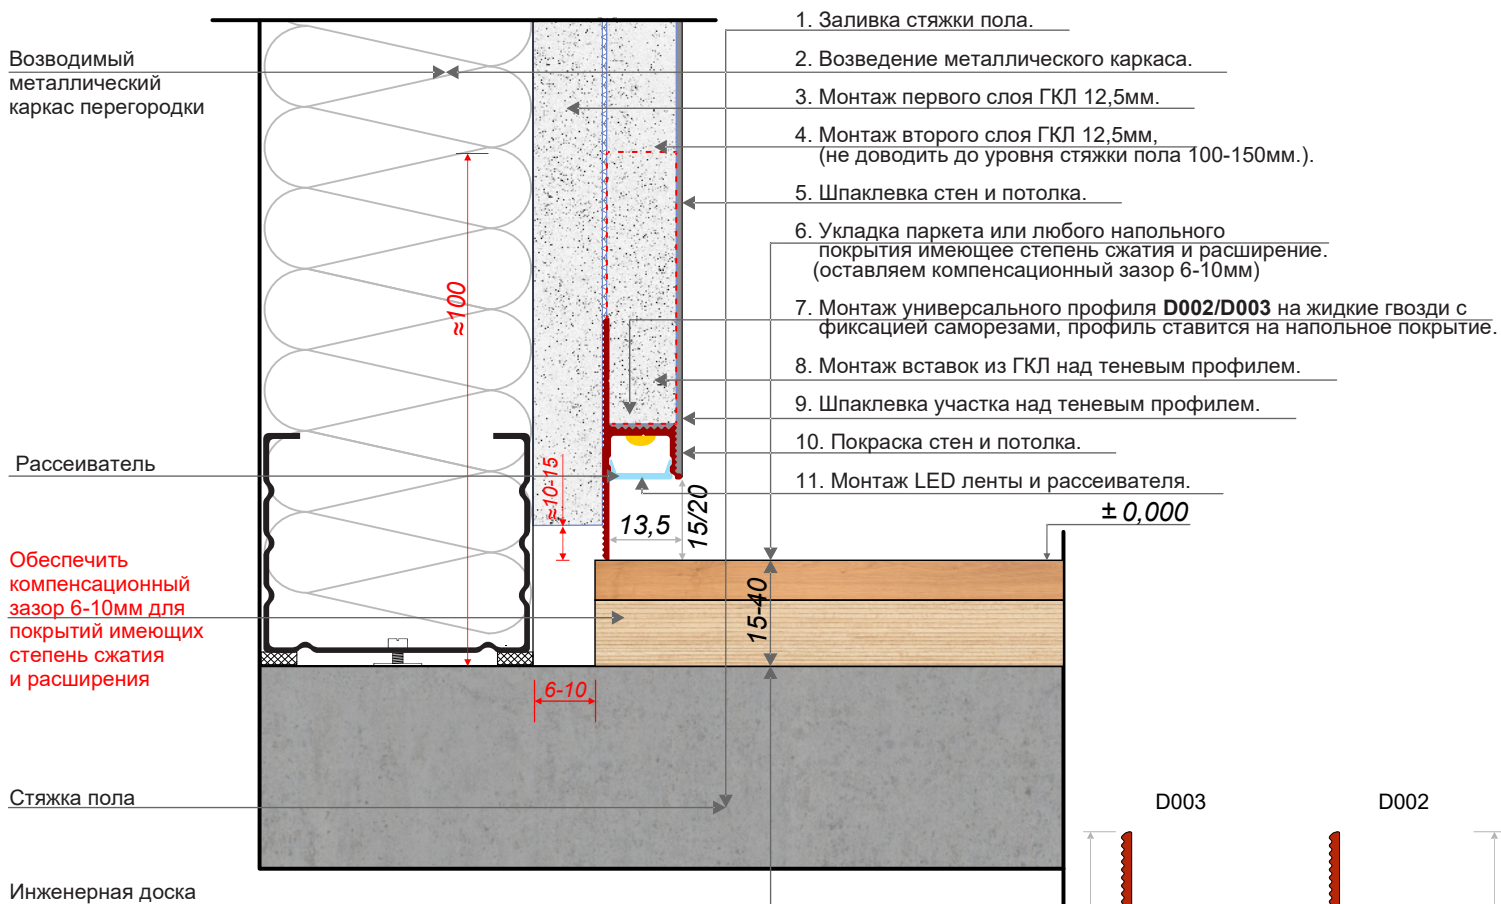 Возводимый
металлический
каркас перегородки
1. Заливка стяжки пола.
2. Возведение металлического каркаса.
3. Монтаж первого слоя ГКЛ 12,5мм.
4. Монтаж второго слоя ГКЛ 12,5мм,
(не доводить до уровня стяжки пола 100-150мм.).
5. Шпаклевка стен и потолка.
6. Укладка паркета или любого напольного
покрытия имеющее степень сжатия и расширение.
(оставляем компенсационный зазор 6-10мм)
7. Монтаж универсального профиля D002/D003 на жидкие гвозди с
фиксацией саморезами, профиль ставится на напольное покрытие.
8. Монтаж вставок из ГКЛ над теневым профилем.
9. Шпаклевка участка над теневым профилем.
10. Покраска стен и потолка.
11. Монтаж LED ленты и рассеивателя.
± 0,000
≈100
Рассеиватель
≈10-15
13,5
15/20
Обеспечить
компенсационный
зазор 6-10мм для
покрытий имеющих
степень сжатия
и расширения
15-40
6-10
Стяжка пола
D003
D002
Инженерная доска